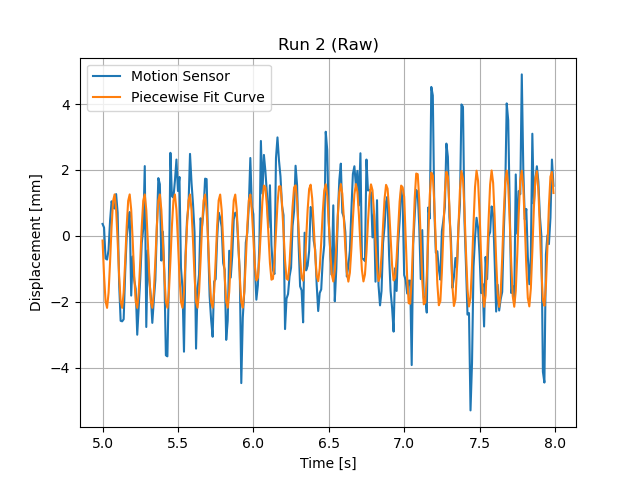 Run 2 (Raw)
Motion Sensor
Piecewise Fit Curve
Displacement [mm]
4
2
0
−2
−4
5.0 5.5 6.0 6.5 7.0 7.5 8.0
Time [s]